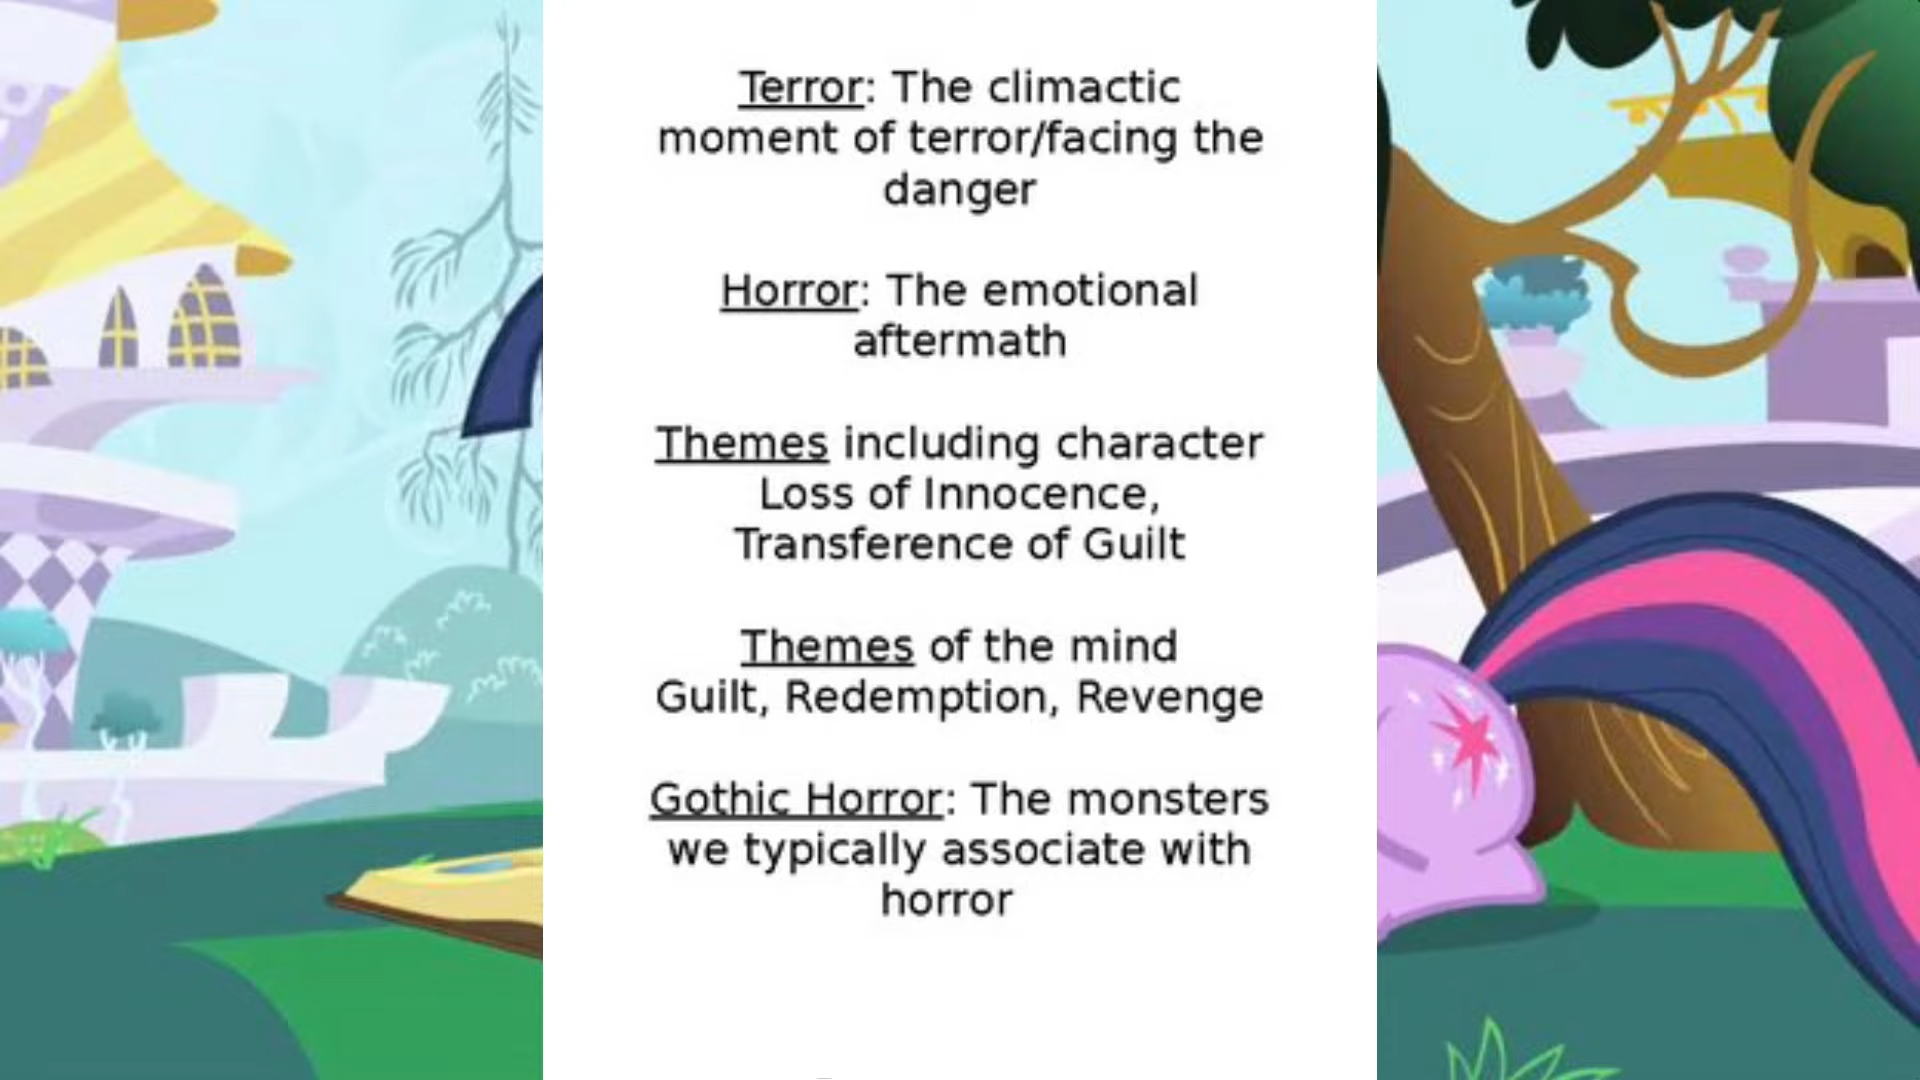 Terror: The climactic
moment of terror/facing the
danger
Horror: The emotional
aftermath
Themes including character
Loss of Innocence,
Transference of Guilt
Themes of the mind
Guilt, Redemption, Revenge
Gothic Horror: The monsters
we typically associate with
horror